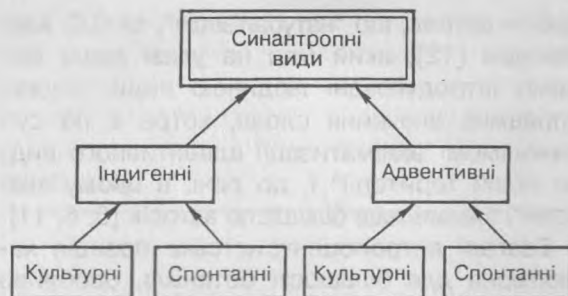 Синантропні
види
Індигенні
Адвентивні
Культурні
Спонтанні
Культурні
Спонтанні